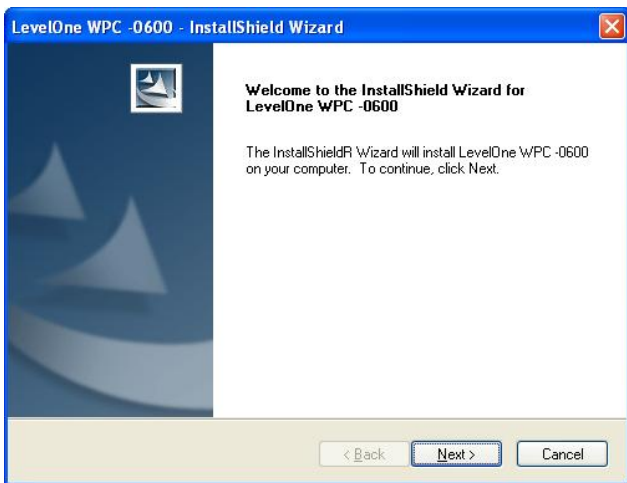 LevelOne WPC -0600 - InstallShield Wizard
Welcome to the InstallShield Wizard for
LevelOne WPC -0600
The InstallShieldR Wizard will install LevelOne WPC -0600
on your computer. To continue, click Next.
< Back
Next >
Cancel